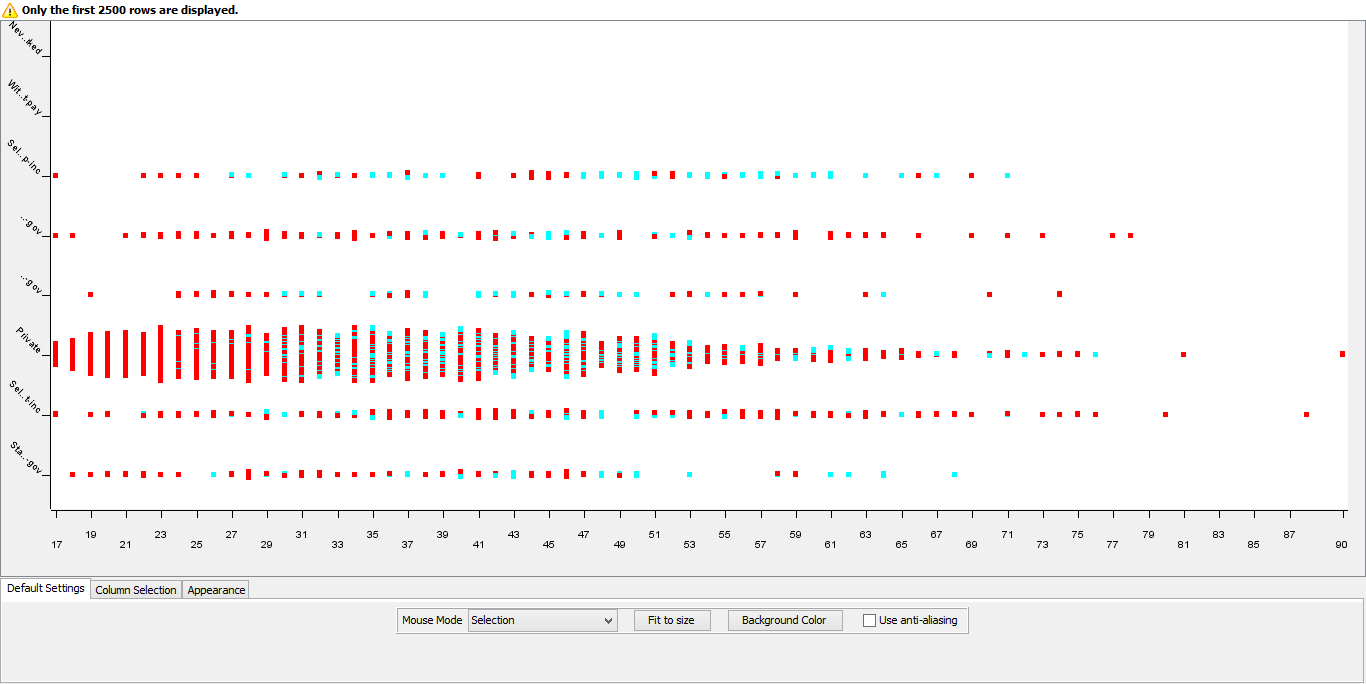 Only the first 2500 rows are displayed.
Nev..ked
Wit..t-pay
Sel..p-inc
...-gov
...-gov
Private
Sel..t-inc
Sta..-gov
19 23 27 31 35 39 43 47 51 55 59 63 67 71 75 79 83 87
17 21 25 29 33 37 41 45 49 53 57 61 65 69 73 77 81 85 90
Default Settings Column Selection Appearance
Mouse Mode Selection Fit to size Background Color Use anti-aliasing